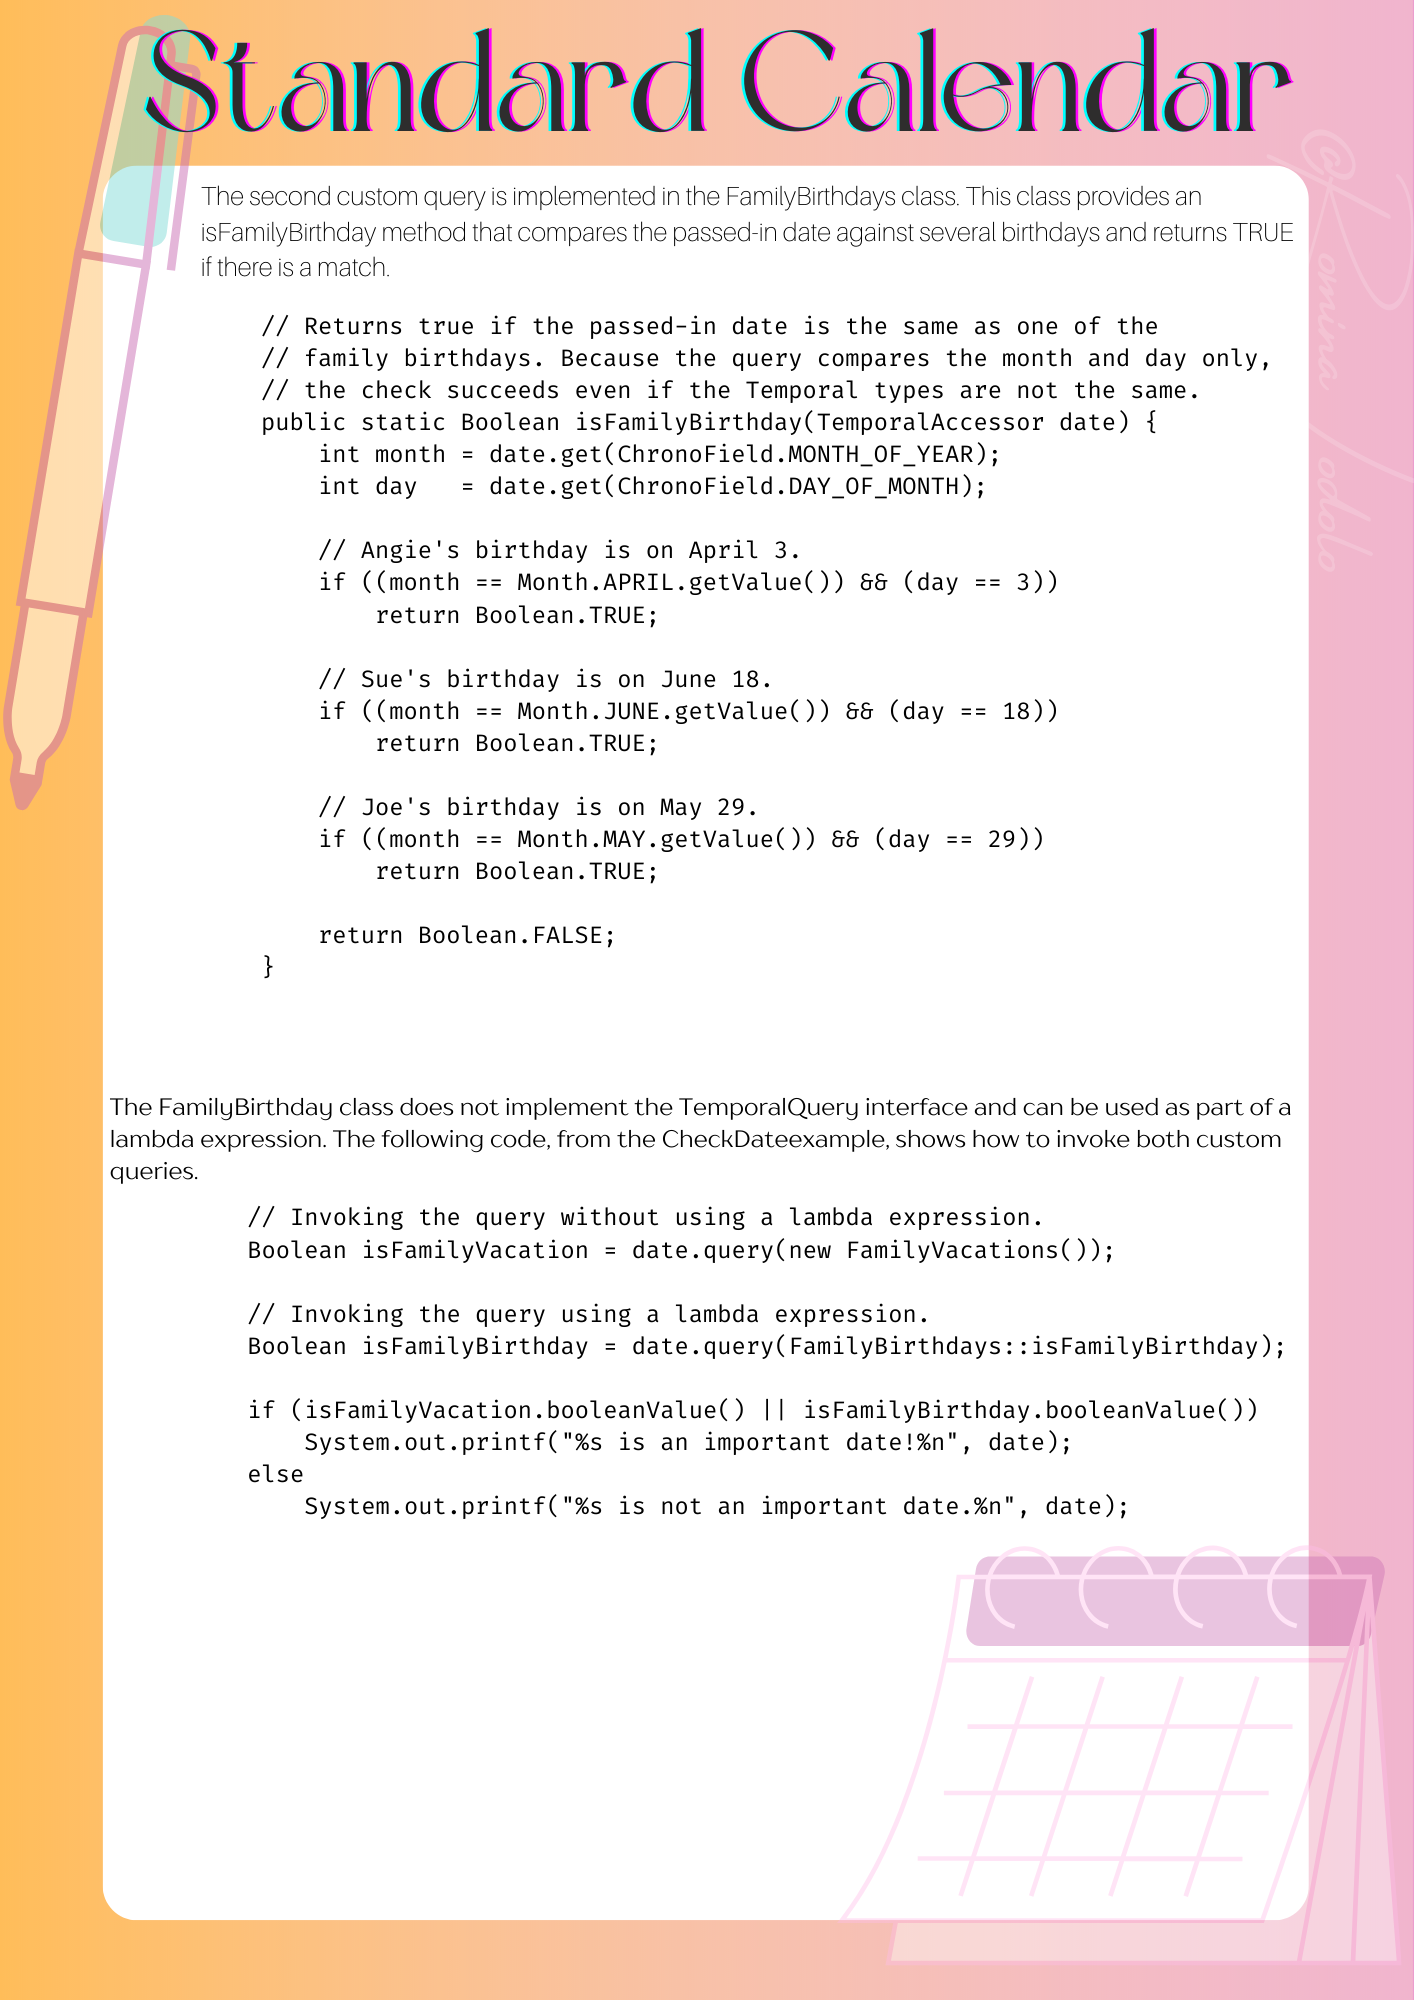 Standard Calendar
The second custom query is implemented in the FamilyBirthdays class. This class provides an
isFamilyBirthday method that compares the passed-in date against several birthdays and returns TRUE
if there is a match.
// Returns true if the passed-in date is the same as one of the
// family birthdays. Because the query compares the month and day only,
// the check succeeds even if the Temporal types are not the same.
public static Boolean isFamilyBirthday(TemporalAccessor date) {
    int month = date.get(ChronoField.MONTH_OF_YEAR);
    int day   = date.get(ChronoField.DAY_OF_MONTH);
    // Angie's birthday is on April 3.
    if ((month == Month.APRIL.getValue()) && (day == 3))
        return Boolean.TRUE;
    // Sue's birthday is on June 18.
    if ((month == Month.JUNE.getValue()) && (day == 18))
        return Boolean.TRUE;
    // Joe's birthday is on May 29.
    if ((month == Month.MAY.getValue()) && (day == 29))
        return Boolean.TRUE;
    return Boolean.FALSE;
}
The FamilyBirthday class does not implement the TemporalQuery interface and can be used as part of a
lambda expression. The following code, from the CheckDateexample, shows how to invoke both custom
queries.
// Invoking the query without using a lambda expression.
Boolean isFamilyVacation = date.query(new FamilyVacations());
// Invoking the query using a lambda expression.
Boolean isFamilyBirthday = date.query(FamilyBirthdays::isFamilyBirthday);
if (isFamilyVacation.booleanValue() || isFamilyBirthday.booleanValue())
    System.out.printf("%s is an important date!%n", date);
else
    System.out.printf("%s is not an important date.%n", date);
@Romina